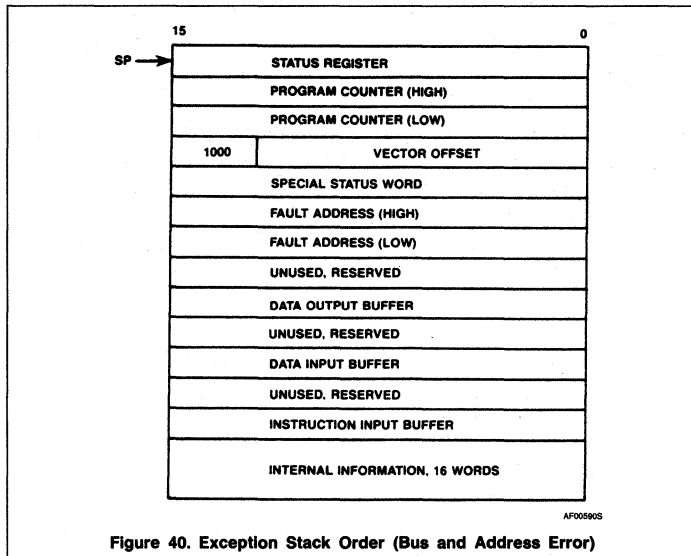 15 0
SP
STATUS REGISTER
PROGRAM COUNTER (HIGH)
PROGRAM COUNTER (LOW)
1000 VECTOR OFFSET
SPECIAL STATUS WORD
FAULT ADDRESS (HIGH)
FAULT ADDRESS (LOW)
UNUSED, RESERVED
DATA OUTPUT BUFFER
UNUSED, RESERVED
DATA INPUT BUFFER
UNUSED, RESERVED
INSTRUCTION INPUT BUFFER
INTERNAL INFORMATION, 16 WORDS
AF00590S
Figure 40. Exception Stack Order (Bus and Address Error)